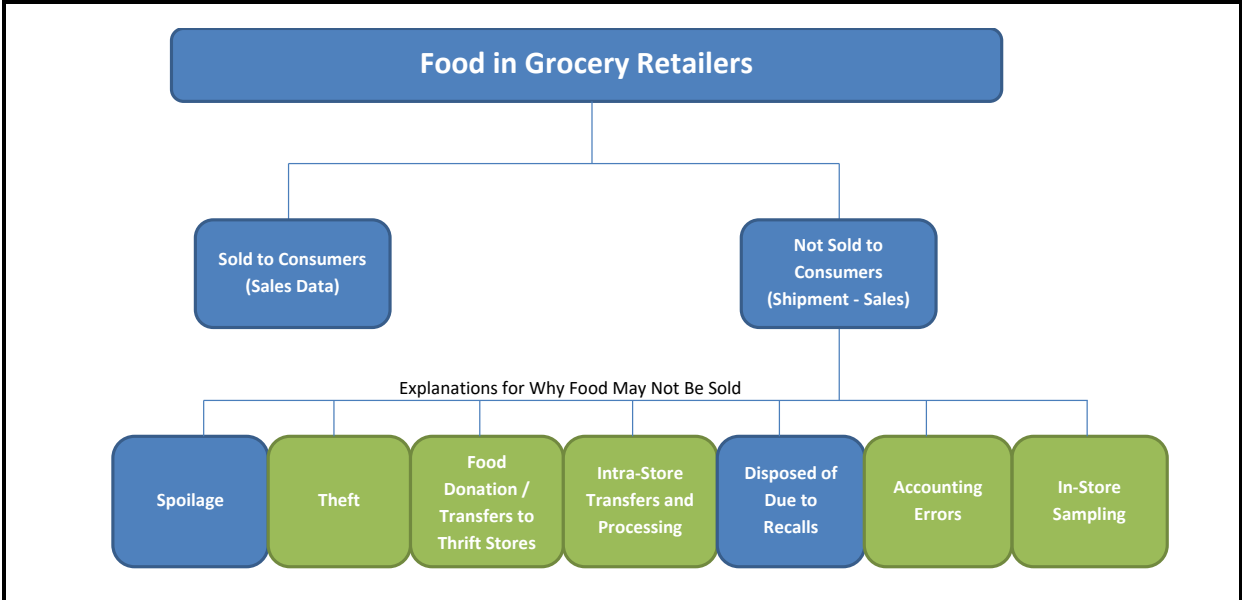 Food in Grocery Retailers
Sold to Consumers
(Sales Data)
Not Sold to
Consumers
(Shipment - Sales)
Explanations for Why Food May Not Be Sold
Spoilage
Theft
Food
Donation /
Transfers to
Thrift Stores
Intra-Store
Transfers and
Processing
Disposed of
Due to
Recalls
Accounting
Errors
In-Store
Sampling